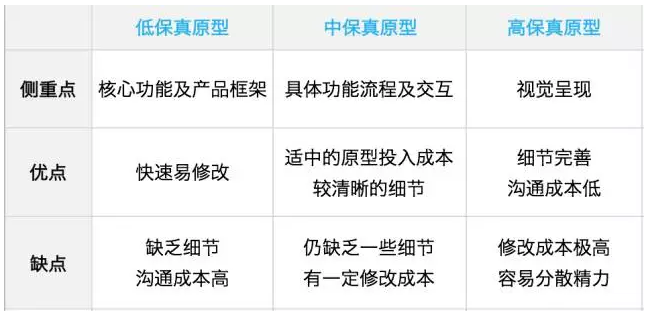 低保真原型 中保真原型 高保真原型
侧重点 核心功能及产品框架 具体功能流程及交互 视觉呈现
优点 快速易修改 适中的原型投入成本 较清晰的细节 细节完善 沟通成本低
缺点 缺乏细节 沟通成本高 仍缺乏一些细节 有一定修改成本 修改成本极高 容易分散精力